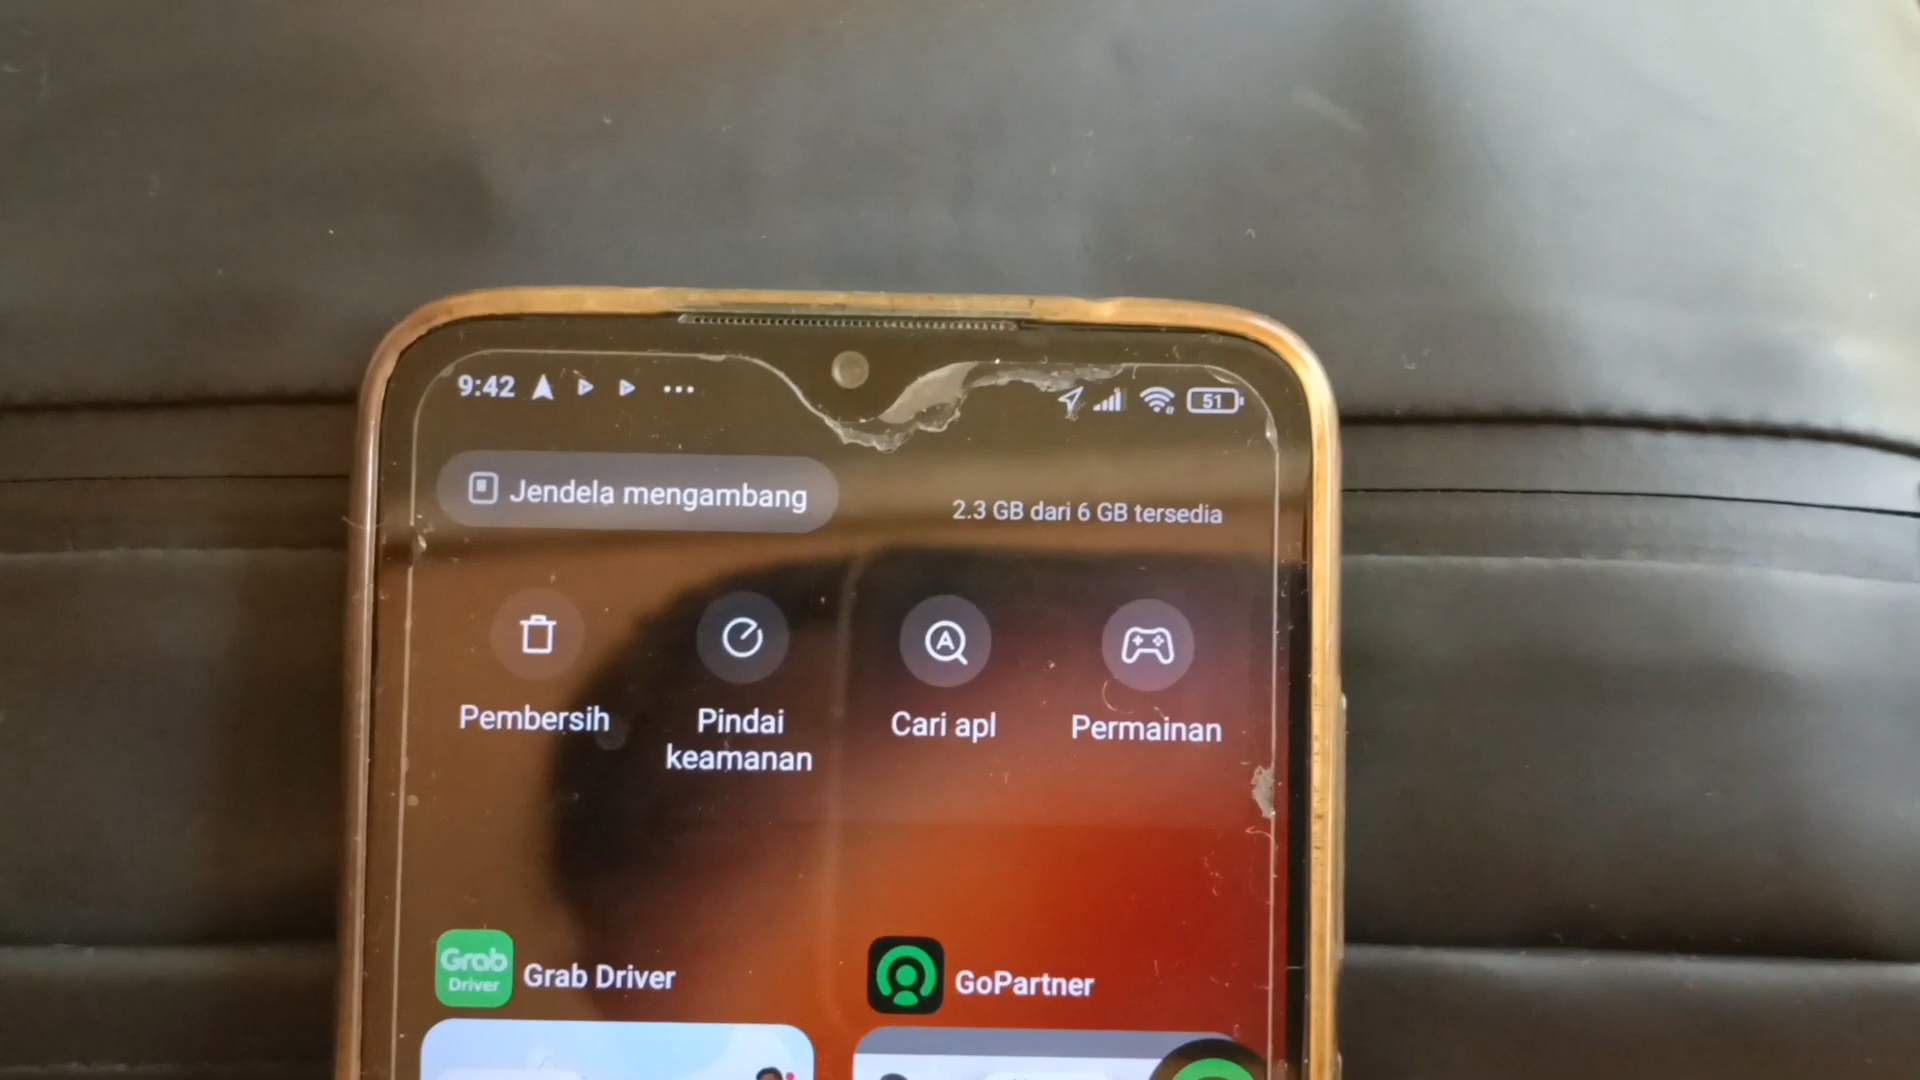 9:42
51
Jendela mengambang
2.3 GB dari 6 GB tersedia
Pembersih
Pindai
keamanan
Cari apl
Permainan
Grab
Driver
Grab Driver
GoPartner